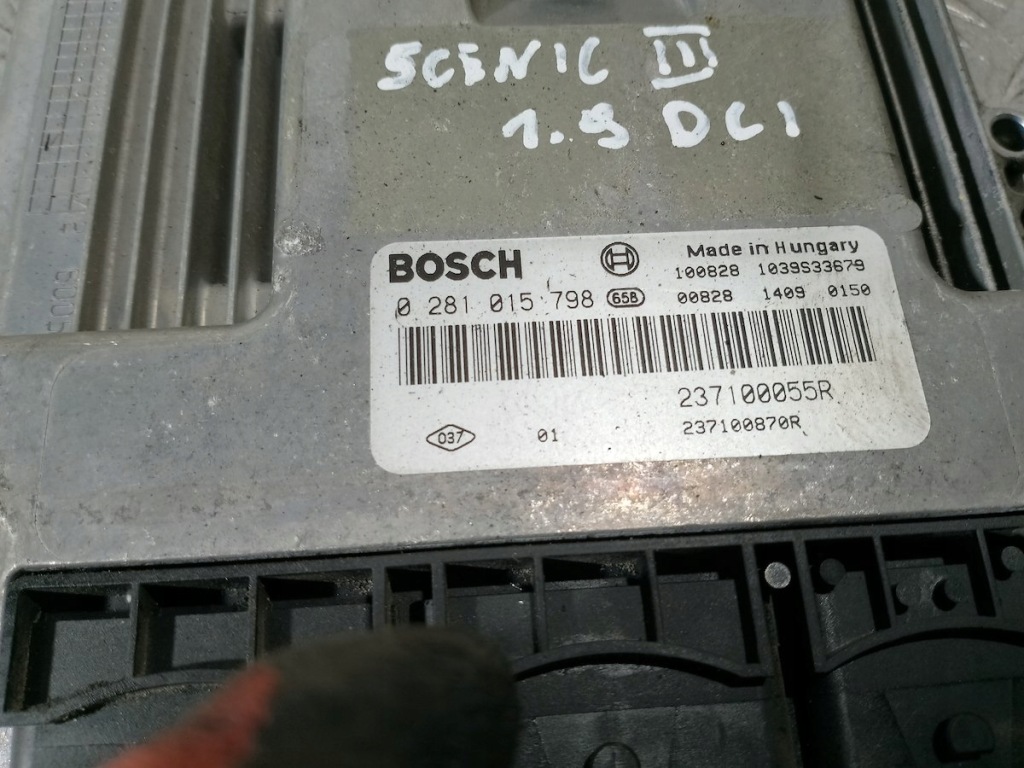 SCENIC III
1.9 DCI
BOSCH
Made in Hungary
100828 1039S33679
0 281 015 798 65B 00828 1409 0150
237100055R
037 01 237100870R